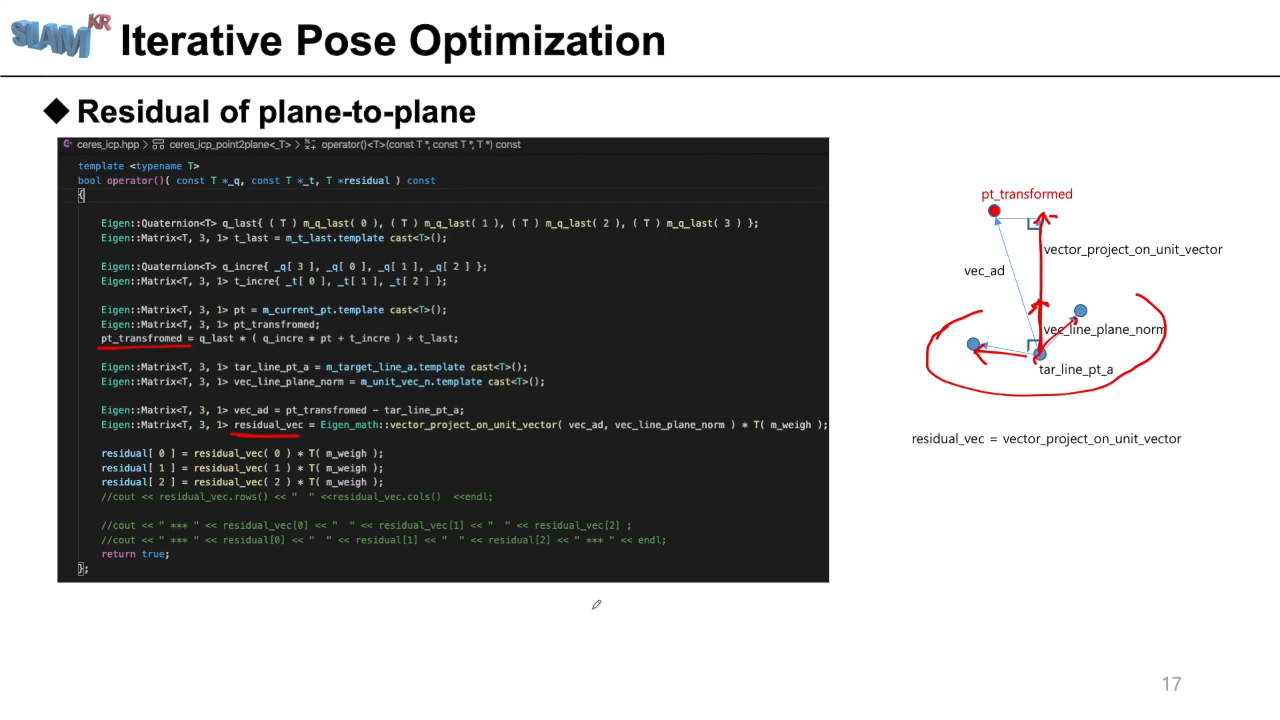 SLAM KR
Iterative Pose Optimization
Residual of plane-to-plane
ceres_icp.hpp > ceres_icp_point2plane<_T> > operator()<T>(const T *, const T *, T *) const
template <typename T>
bool operator()( const T *_q, const T *_t, T *residual ) const
{
Eigen::Quaternion<T> q_last{ ( T ) m_q_last( 0 ), ( T ) m_q_last( 1 ), ( T ) m_q_last( 2 ), ( T ) m_q_last( 3 ) };
Eigen::Matrix<T, 3, 1> t_last = m_t_last.template cast<T>();
Eigen::Quaternion<T> q_incre{ _q[ 3 ], _q[ 0 ], _q[ 1 ], _q[ 2 ] };
Eigen::Matrix<T, 3, 1> t_incre{ _t[ 0 ], _t[ 1 ], _t[ 2 ] };
Eigen::Matrix<T, 3, 1> pt = m_current_pt.template cast<T>();
Eigen::Matrix<T, 3, 1> pt_transfromed;
pt_transfromed = q_last * ( q_incre * pt + t_incre ) + t_last;
Eigen::Matrix<T, 3, 1> tar_line_pt_a = m_target_line_a.template cast<T>();
Eigen::Matrix<T, 3, 1> vec_line_plane_norm = m_unit_vec_n.template cast<T>();
Eigen::Matrix<T, 3, 1> vec_ad = pt_transfromed - tar_line_pt_a;
Eigen::Matrix<T, 3, 1> residual_vec = Eigen_math::vector_project_on_unit_vector( vec_ad, vec_line_plane_norm ) * T( m_weigh );
residual[ 0 ] = residual_vec( 0 ) * T( m_weigh );
residual[ 1 ] = residual_vec( 1 ) * T( m_weigh );
residual[ 2 ] = residual_vec( 2 ) * T( m_weigh );
//cout << residual_vec.rows() << "  " <<residual_vec.cols()  <<endl;
//cout << " *** " << residual_vec[0] << "  " << residual_vec[1] << "  " << residual_vec[2] ;
//cout << " *** " << residual[0] << "  " << residual[1] << "  " << residual[2] << " *** " << endl;
return true;
};
pt_transformed
vector_project_on_unit_vector
vec_ad
vec_line_plane_norm
tar_line_pt_a
residual_vec = vector_project_on_unit_vector
17